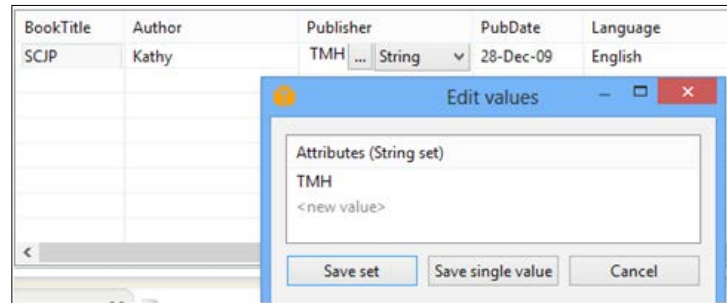 BookTitle Author Publisher PubDate Language
SCJP Kathy TMH ... String 28-Dec-09 English
Edit values
Attributes (String set)
TMH
<new value>
Save set Save single value Cancel